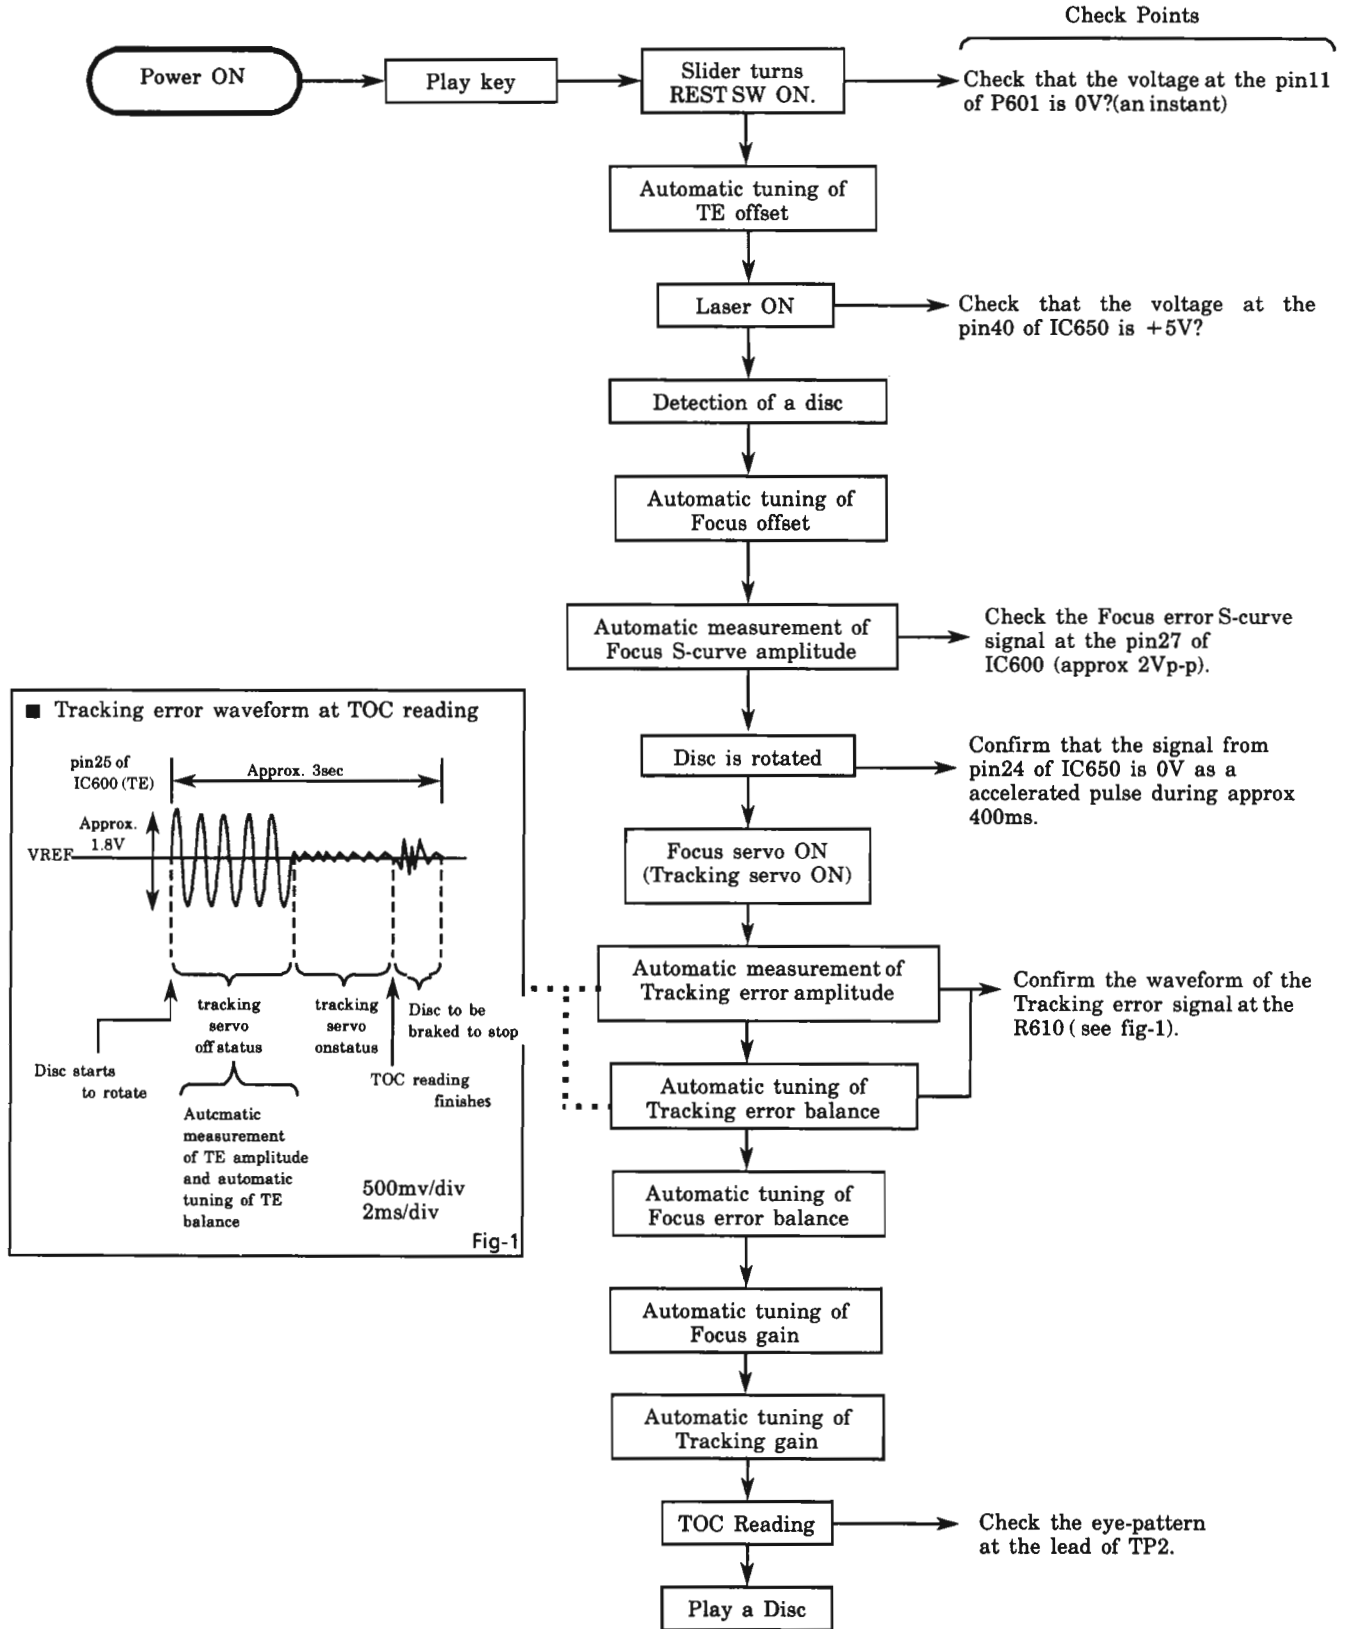 Check Points
Power ON
Play key
Slider turns
REST SW ON.
Check that the voltage at the pin11
of P601 is 0V?(an instant)
Automatic tuning of
TE offset
Laser ON
Check that the voltage at the
pin40 of IC650 is +5V?
Detection of a disc
Automatic tuning of
Focus offset
Automatic measurement of
Focus S-curve amplitude
Check the Focus error S-curve
signal at the pin27 of
IC600 (approx 2Vp-p).
Disc is rotated
Confirm that the signal from
pin24 of IC650 is 0V as a
accelerated pulse during approx
400ms.
Focus servo ON
(Tracking servo ON)
Automatic measurement of
Tracking error amplitude
Confirm the waveform of the
Tracking error signal at the
R610 ( see fig-1).
Automatic tuning of
Tracking error balance
Automatic tuning of
Focus error balance
Automatic tuning of
Focus gain
Automatic tuning of
Tracking gain
TOC Reading
Check the eye-pattern
at the lead of TP2.
Play a Disc
■ Tracking error waveform at TOC reading
pin25 of
IC600 (TE)
Approx. 3sec
Approx.
1.8V
VREF
tracking
servo
off status
tracking
servo
onstatus
Disc to be
braked to stop
Disc starts
to rotate
TOC reading
finishes
Autcmatic
measurement
of TE amplitude
and automatic
tuning of TE
balance
500mv/div
2ms/div
Fig-1